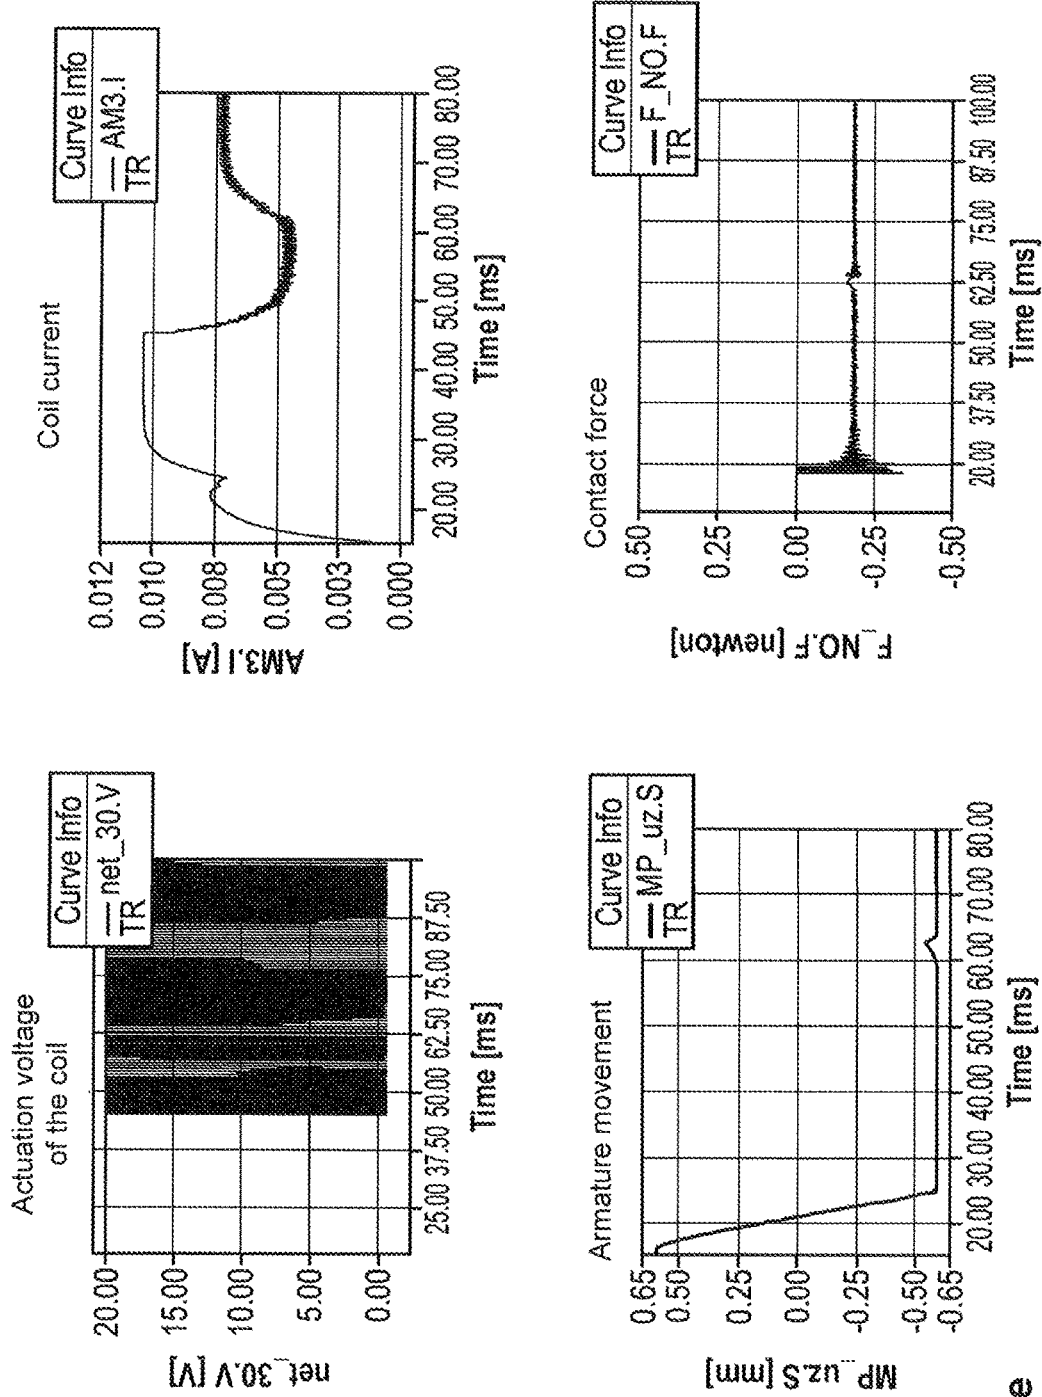 Actuation voltage
of the coil
Curve Info
net_30.V
TR
20.00
15.00
10.00
5.00
0.00
net_30.V [V]
25.00 37.50 50.00 62.50 75.00 87.50
Time [ms]
Coil current
Curve Info
AM3.I
TR
0.012
0.010
0.008
0.005
0.003
0.000
AM3.I [A]
20.00 30.00 40.00 50.00 60.00 70.00 80.00
Time [ms]
Armature movement
Curve Info
MP_uz.S
TR
0.65
0.50
0.25
0.00
-0.25
-0.50
-0.65
MP_uz.S [mm]
20.00 30.00 40.00 50.00 60.00 70.00 80.00
Time [ms]
Contact force
Curve Info
F_NO.F
TR
0.50
0.25
0.00
-0.25
-0.50
F_NO.F [newton]
20.00 37.50 50.00 62.50 75.00 87.50 100.00
Time [ms]
e